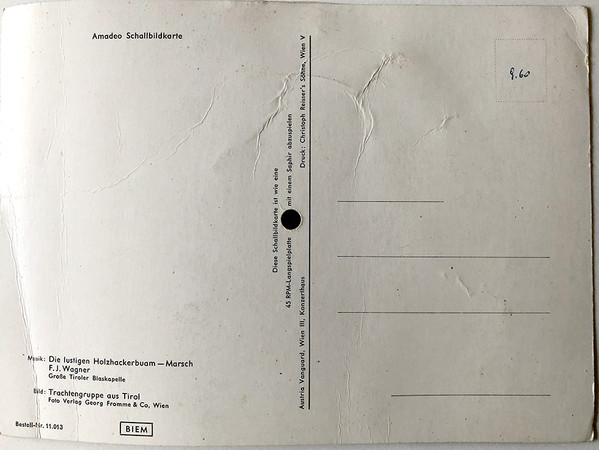 Amadeo Schallbildkarte
9.60
Diese Schallbildkarte ist wie eine
45 RPM-Langspielplatte mit einem Saphir abzuspielen
Austria Vanguard, Wien III, Konzerthaus
Druck: Christoph Reisser's Söhne, Wien V
Musik: Die lustigen Holzhackerbuam — Marsch
F. J. Wagner
Große Tiroler Blaskapelle
Bild: Trachtengruppe aus Tirol
Foto Verlag Georg Fromme & Co, Wien
Bestell-Nr. 11.013
BIEM